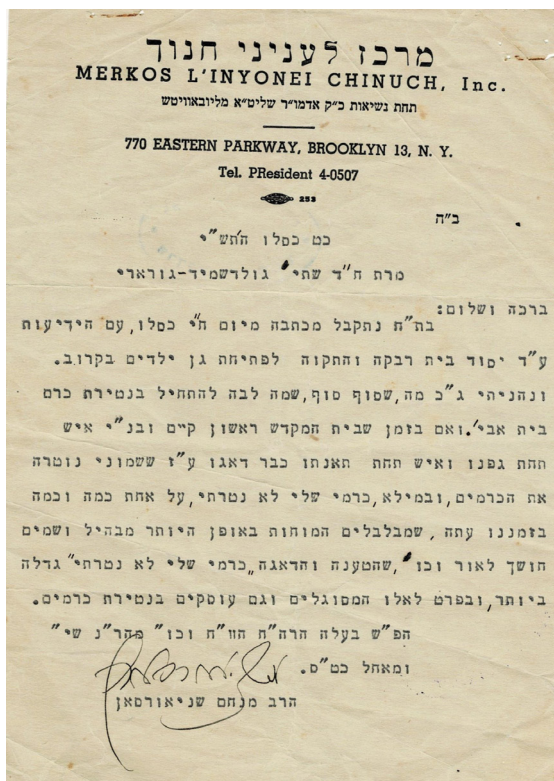 מרכז לעניני חנוך
MERKOS L'INYONEI CHINUCH, Inc.
תחת נשיאות כ"ק אדמו"ר שליט"א מליובאוויטש
770 EASTERN PARKWAY, BROOKLYN 13, N. Y.
Tel. PResident 4-0507
253
ב"ה
כט כסלו ה'תש"י
מרת ח"ד שתי' גולדשמיד-גורארי
ברכה ושלום:
בת"ח נתקבל מכתבה מיום ח"י כסלו, עם הידיעות
ע"ד יסוד בית רבקה והתקוה לפתיחת גן ילדים בקרוב.
ונהניתי ג"כ מה, שסוף סוף, שמה לבה להתחיל בנטירת כרם
בית אבי'. ואם בזמן שבית המקדש ראשון קיים ובנ"י איש
תחת גפנו ואיש תחת תאנתו כבר דאגו ע"ז ששמוני נוטרה
את הכרמים, ובמילא, כרמי שלי לא נטרתי, על אחת כמה וכמה
בזמננו עתה, שמבלבלים המוחות באופן היותר מבהיל ושמים
חושך לאור וכו', שהטענה והדאגה "כרמי שלי לא נטרתי" גדלה
ביותר, ובפרט לאלו המסוגלים וגם עוסקים בנטירת כרמים.
הפ"ש בעלה הרה"ח הוו"ח וכו" מהר"נ שי"
ומאחל כט"ס.
הרב מנחם שניאורסאן